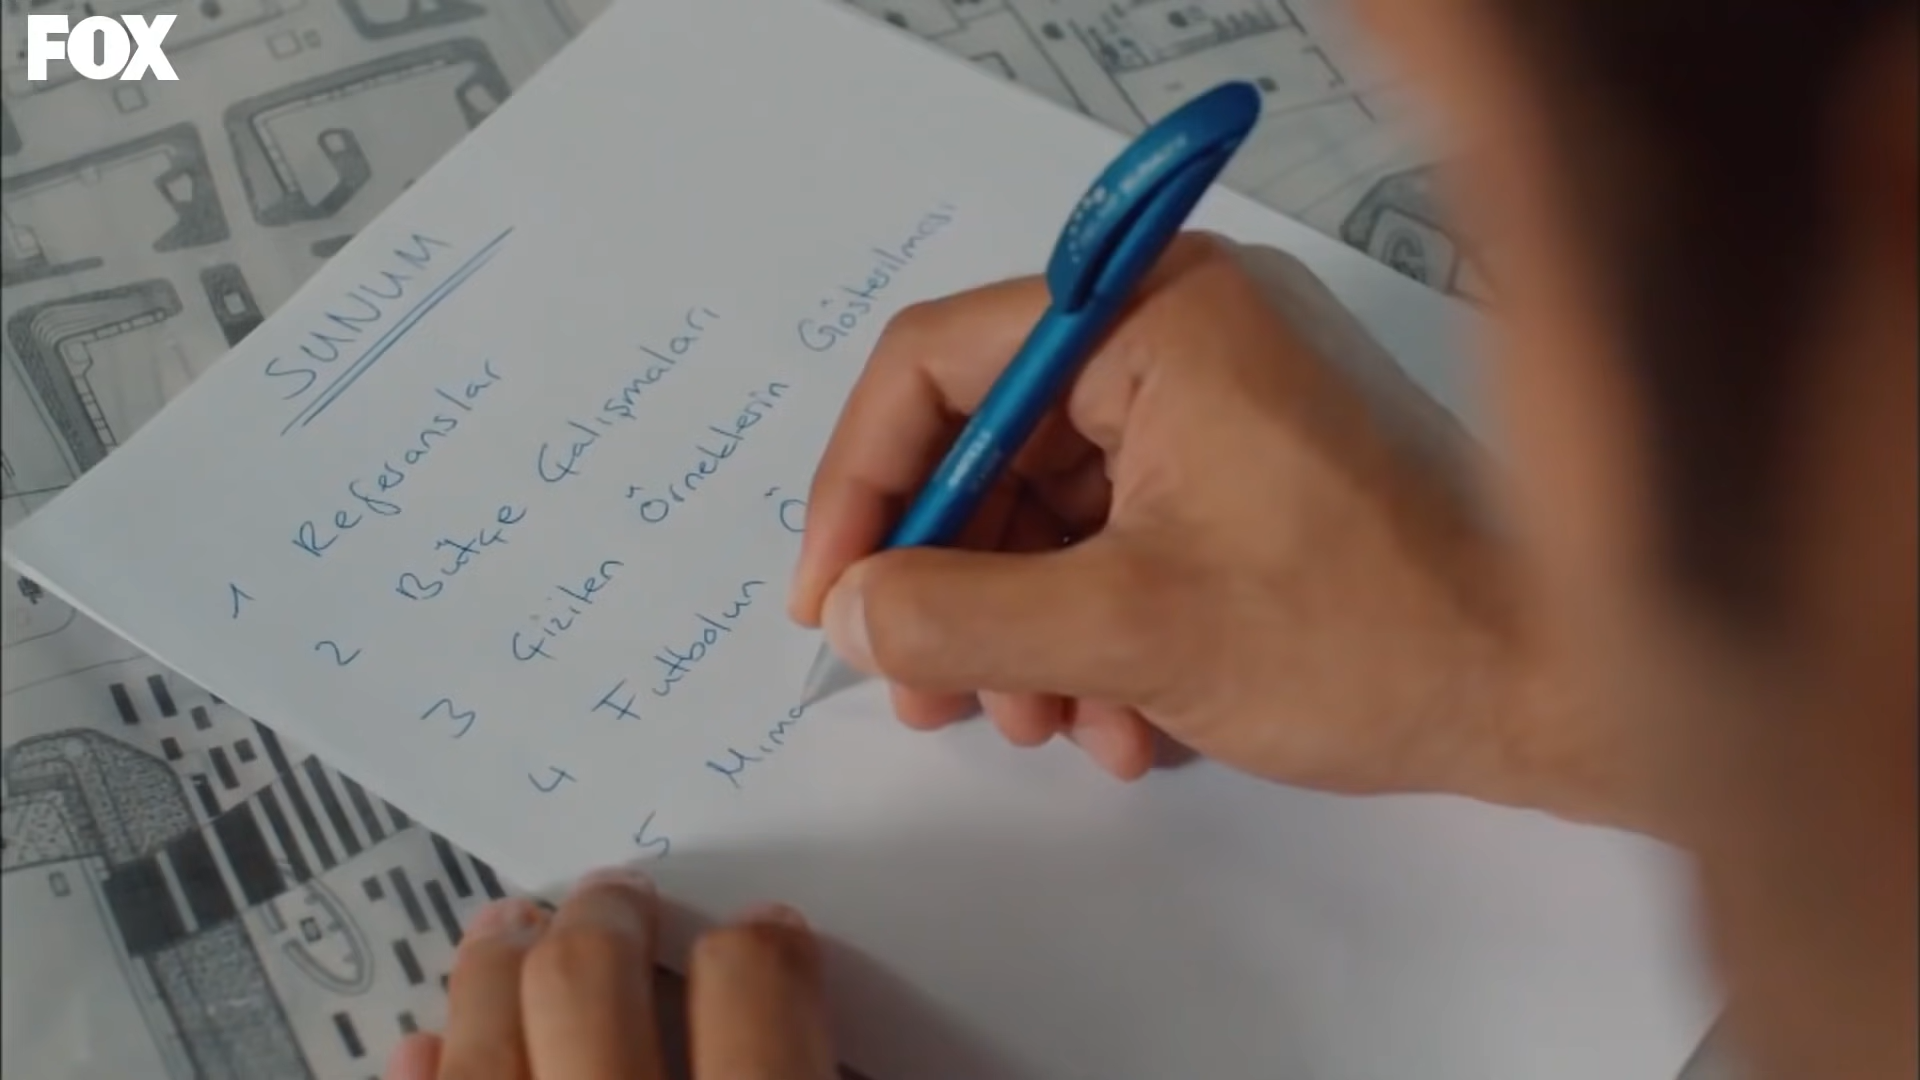 FOX
SUNUM
1 Referanslar
2 Bütçe Çalışmaları
3 Çizilen Örneklerin Gösterilmesi
4 Futbolun Ö
5 Mima